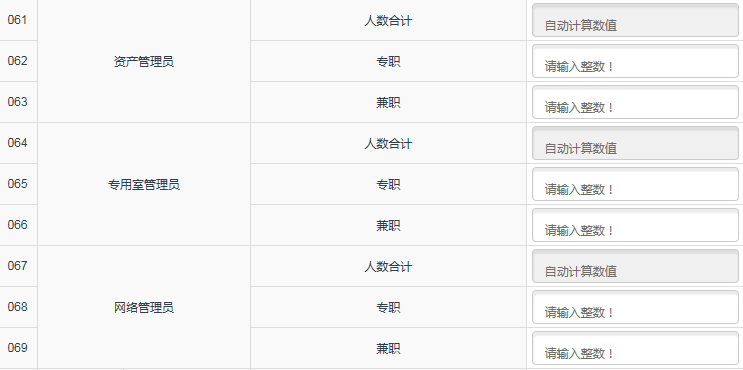 061 人数合计 自动计算数值
062 资产管理员 专职 请输入整数！
063 兼职 请输入整数！
064 人数合计 自动计算数值
065 专用室管理员 专职 请输入整数！
066 兼职 请输入整数！
067 人数合计 自动计算数值
068 网络管理员 专职 请输入整数！
069 兼职 请输入整数！